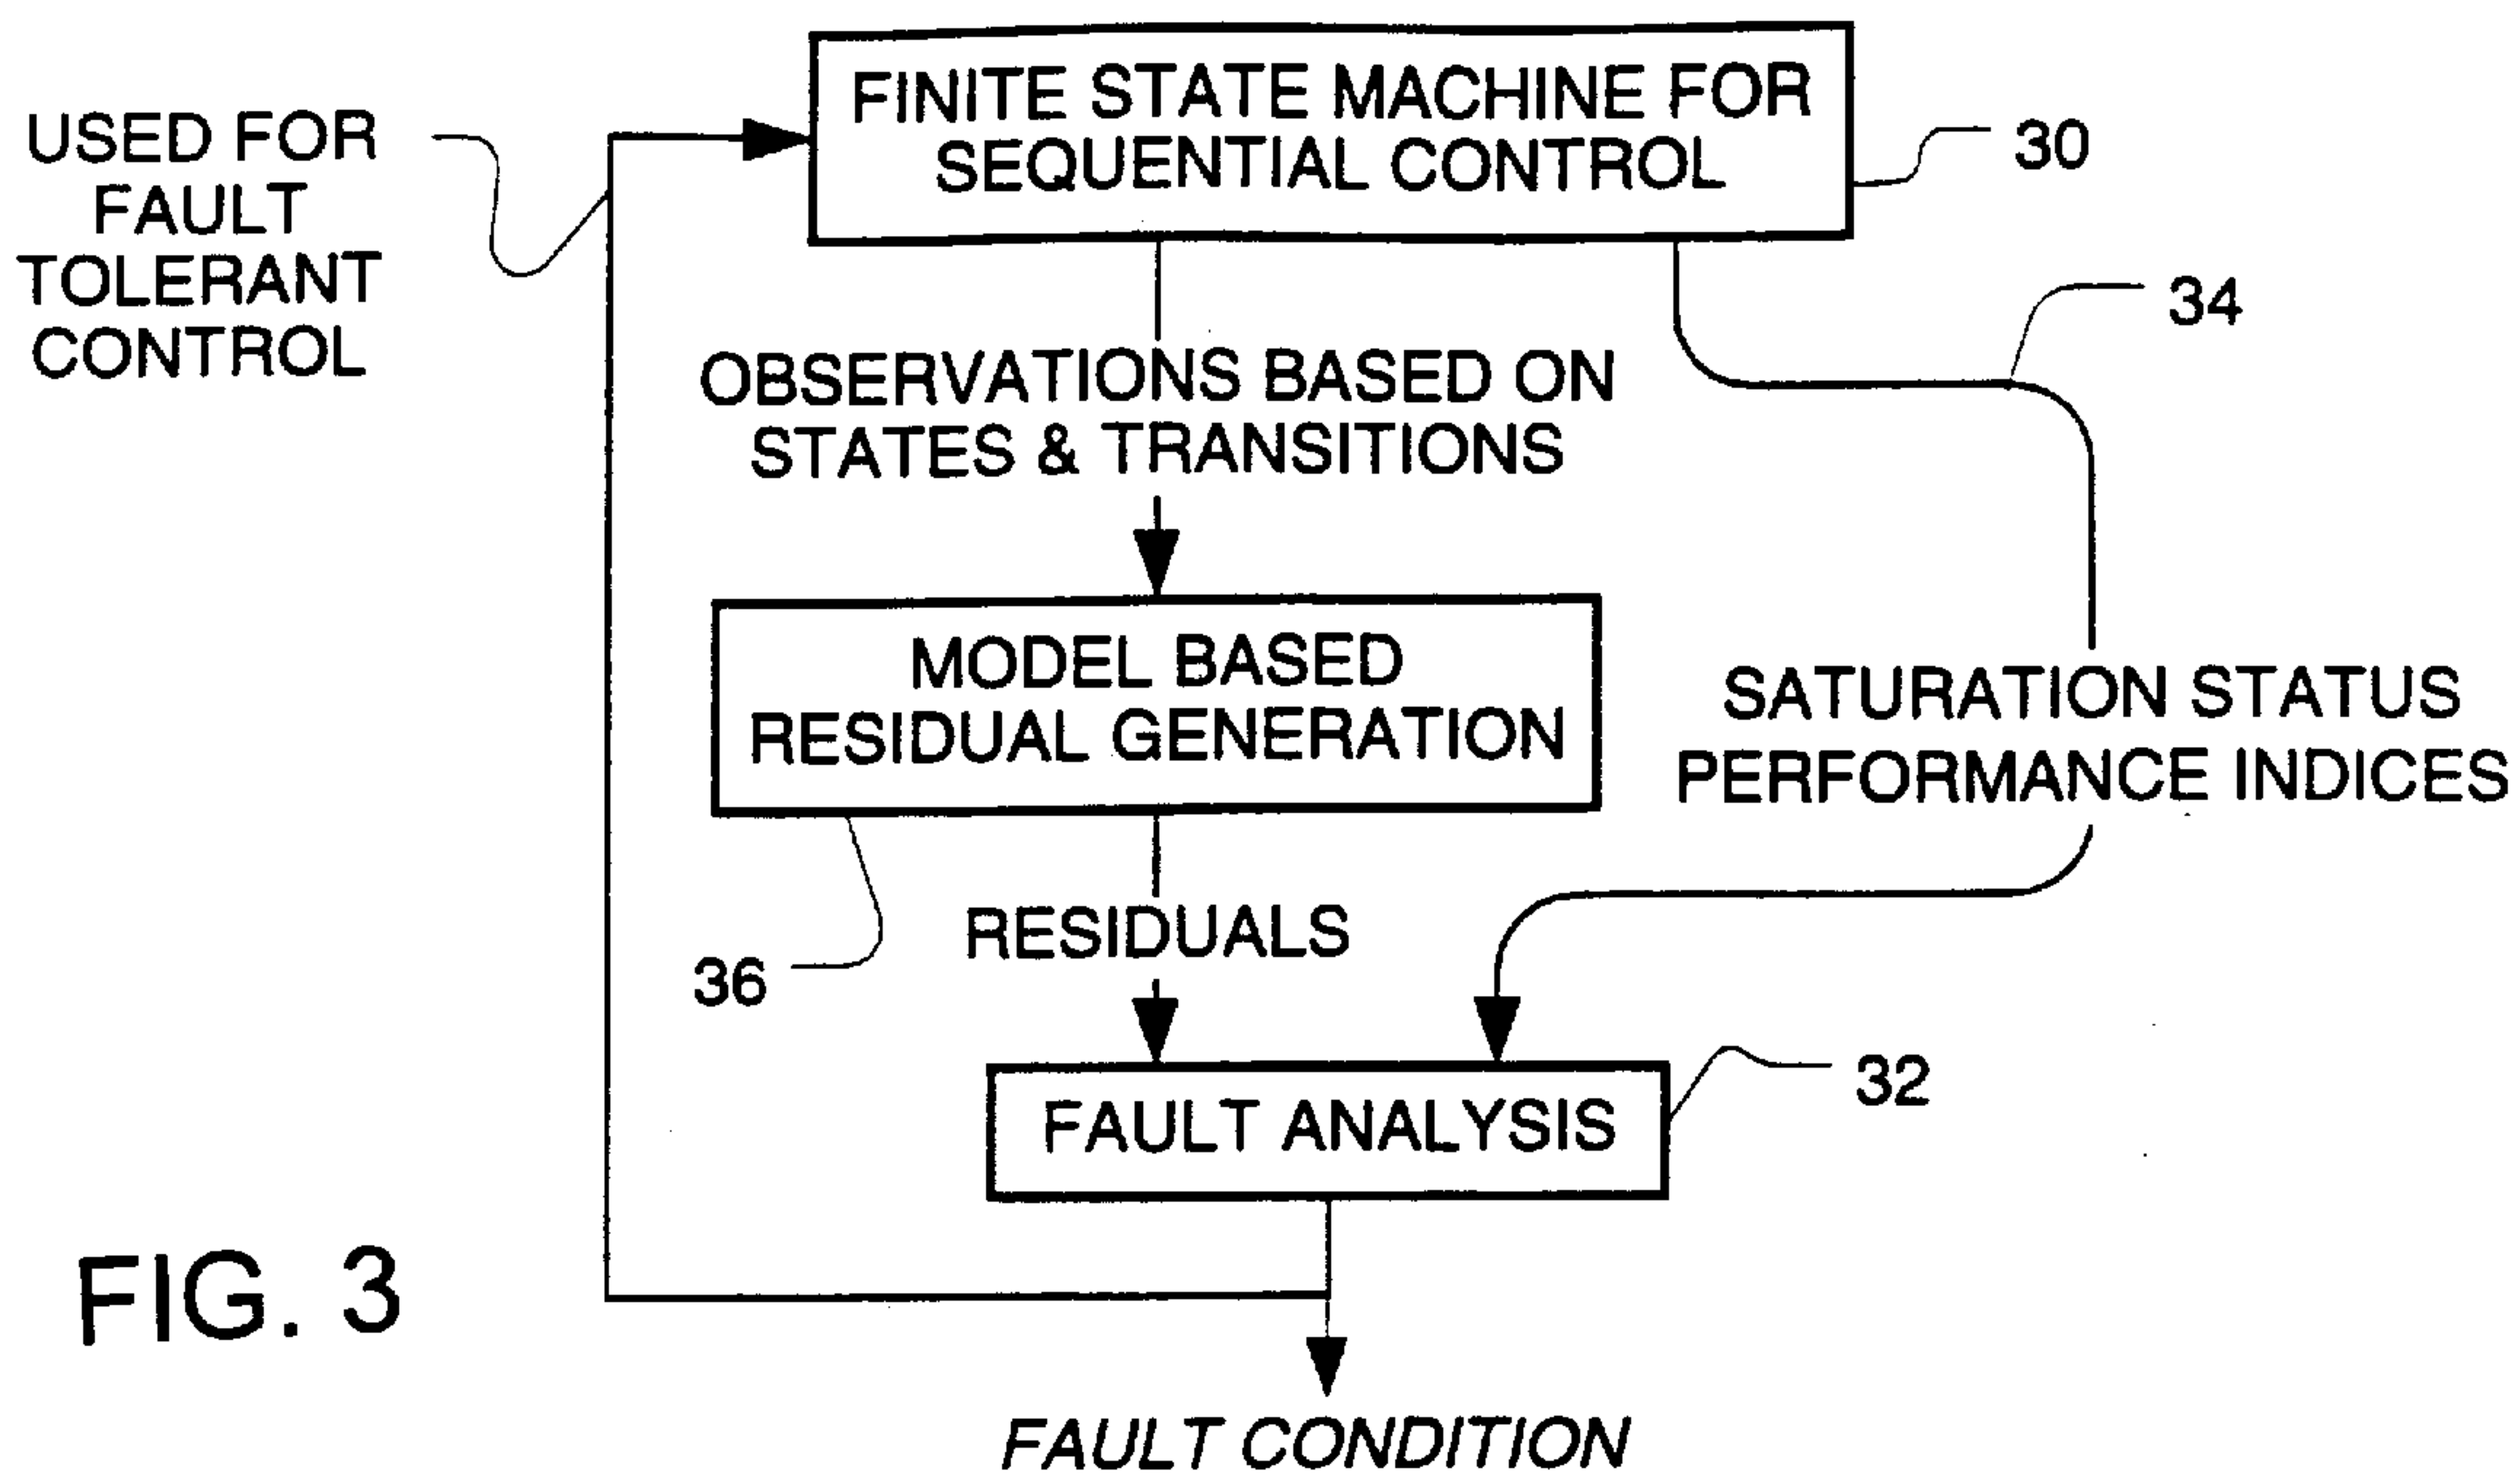 FINITE STATE MACHINE FOR
SEQUENTIAL CONTROL
30
USED FOR
FAULT
TOLERANT
CONTROL
34
OBSERVATIONS BASED ON
STATES & TRANSITIONS
MODEL BASED
RESIDUAL GENERATION
SATURATION STATUS
PERFORMANCE INDICES
36
RESIDUALS
32
FAULT ANALYSIS
FIG. 3
FAULT CONDITION